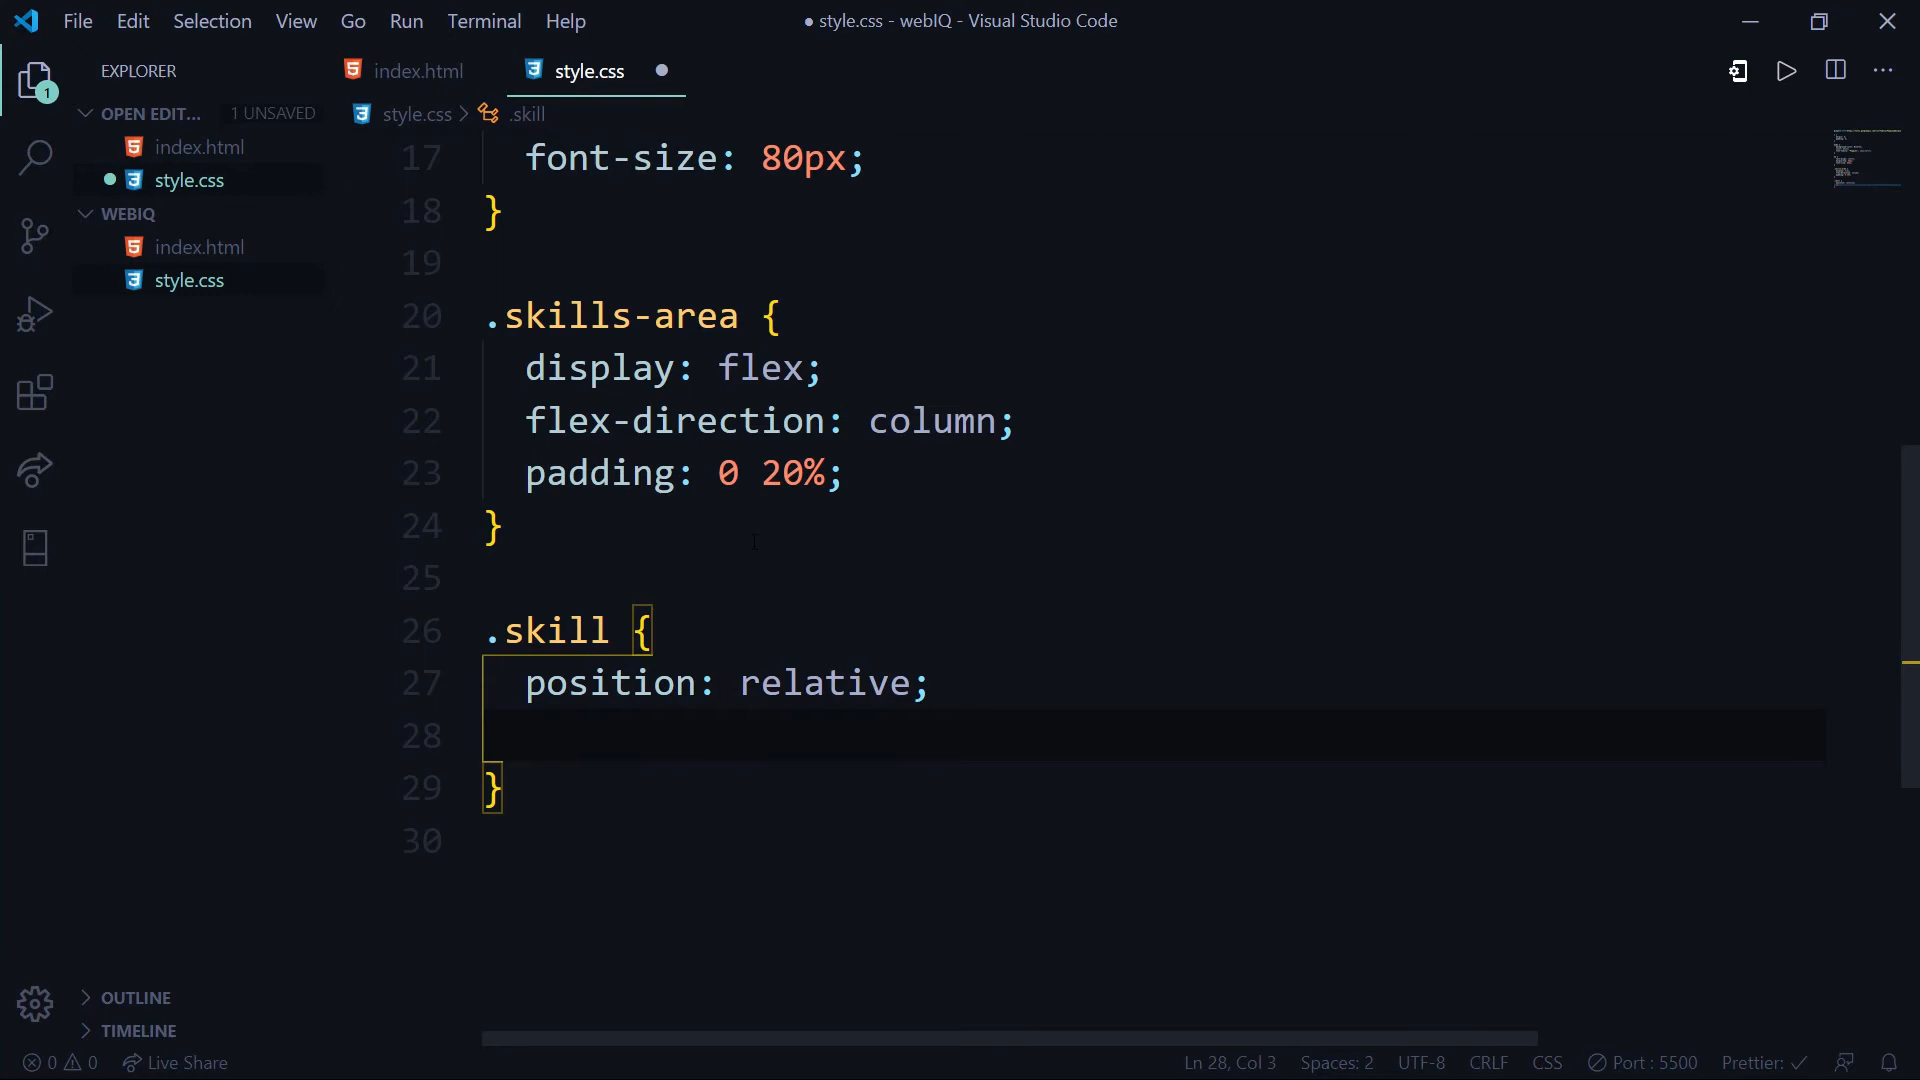 File Edit Selection View Go Run Terminal Help
● style.css - webIQ - Visual Studio Code
EXPLORER
OPEN EDIT... 1 UNSAVED
index.html
style.css
WEBIQ
index.html
style.css
OUTLINE
TIMELINE
1
index.html
style.css
style.css > .skill
17 font-size: 80px;
18 }
19
20 .skills-area {
21 display: flex;
22 flex-direction: column;
23 padding: 0 20%;
24 }
25
26 .skill {
27 position: relative;
28
29 }
30
0 0 Live Share
Ln 28, Col 3 Spaces: 2 UTF-8 CRLF CSS Port : 5500 Prettier: ✓